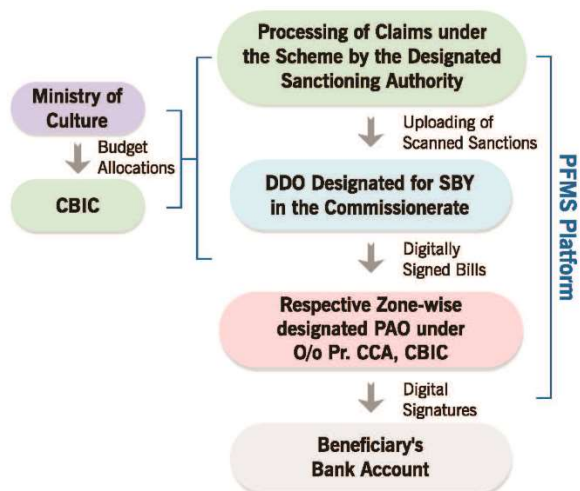 Processing of Claims under
the Scheme by the Designated
Sanctioning Authority
Ministry of
Culture
Budget
Allocations
CBIC
Uploading of
Scanned Sanctions
DDO Designated for SBY
in the Commissionerate
Digitally
Signed Bills
Respective Zone-wise
designated PAO under
O/o Pr. CCA, CBIC
Digital
Signatures
Beneficiary's
Bank Account
PFMS Platform